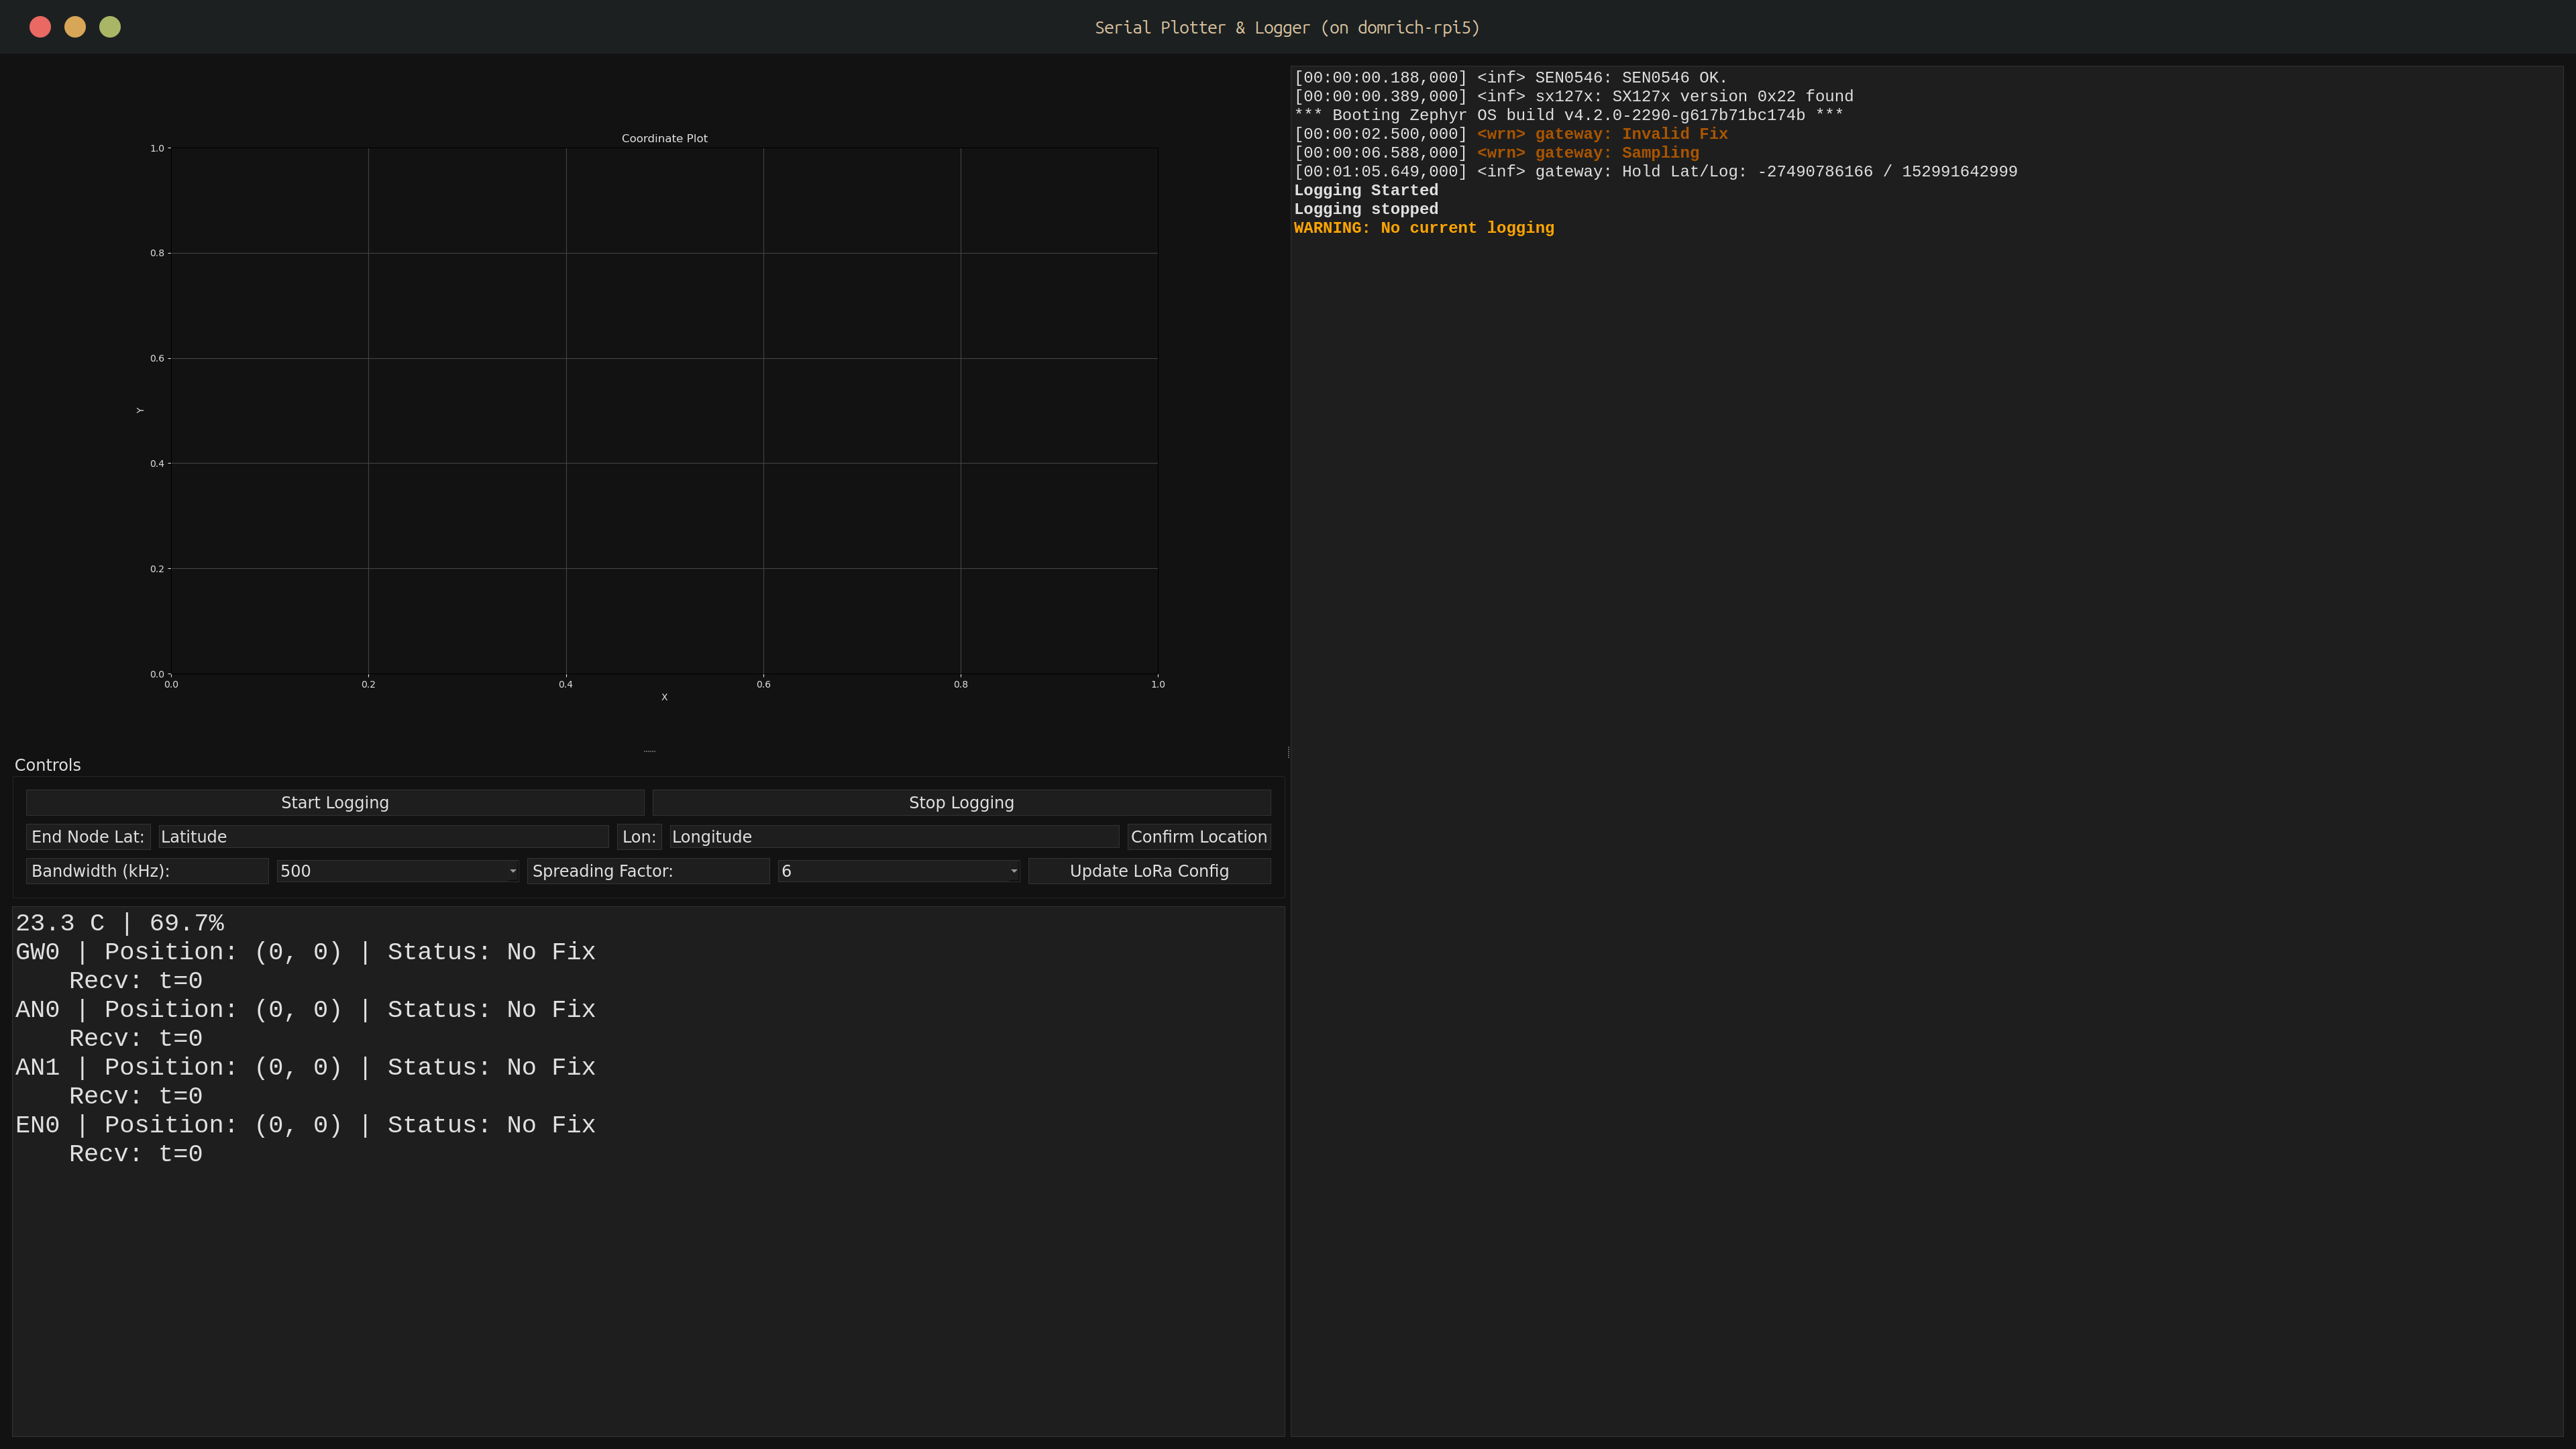 Serial Plotter & Logger (on domrich-rpi5)
Coordinate Plot
1.0
0.8
0.6
Y
0.4
0.2
0.0
0.0 0.2 0.4 0.6 0.8 1.0
X
Controls
Start Logging Stop Logging
End Node Lat: Latitude Lon: Longitude Confirm Location
Bandwidth (kHz): 500 Spreading Factor: 6 Update LoRa Config
23.3 C | 69.7%
GW0 | Position: (0, 0) | Status: No Fix
Recv: t=0
AN0 | Position: (0, 0) | Status: No Fix
Recv: t=0
AN1 | Position: (0, 0) | Status: No Fix
Recv: t=0
EN0 | Position: (0, 0) | Status: No Fix
Recv: t=0
[00:00:00.188,000] <inf> SEN0546: SEN0546 OK.
[00:00:00.389,000] <inf> sx127x: SX127x version 0x22 found
*** Booting Zephyr OS build v4.2.0-2290-g617b71bc174b ***
[00:00:02.500,000] <wrn> gateway: Invalid Fix
[00:00:06.588,000] <wrn> gateway: Sampling
[00:01:05.649,000] <inf> gateway: Hold Lat/Log: -27490786166 / 152991642999
Logging Started
Logging stopped
WARNING: No current logging